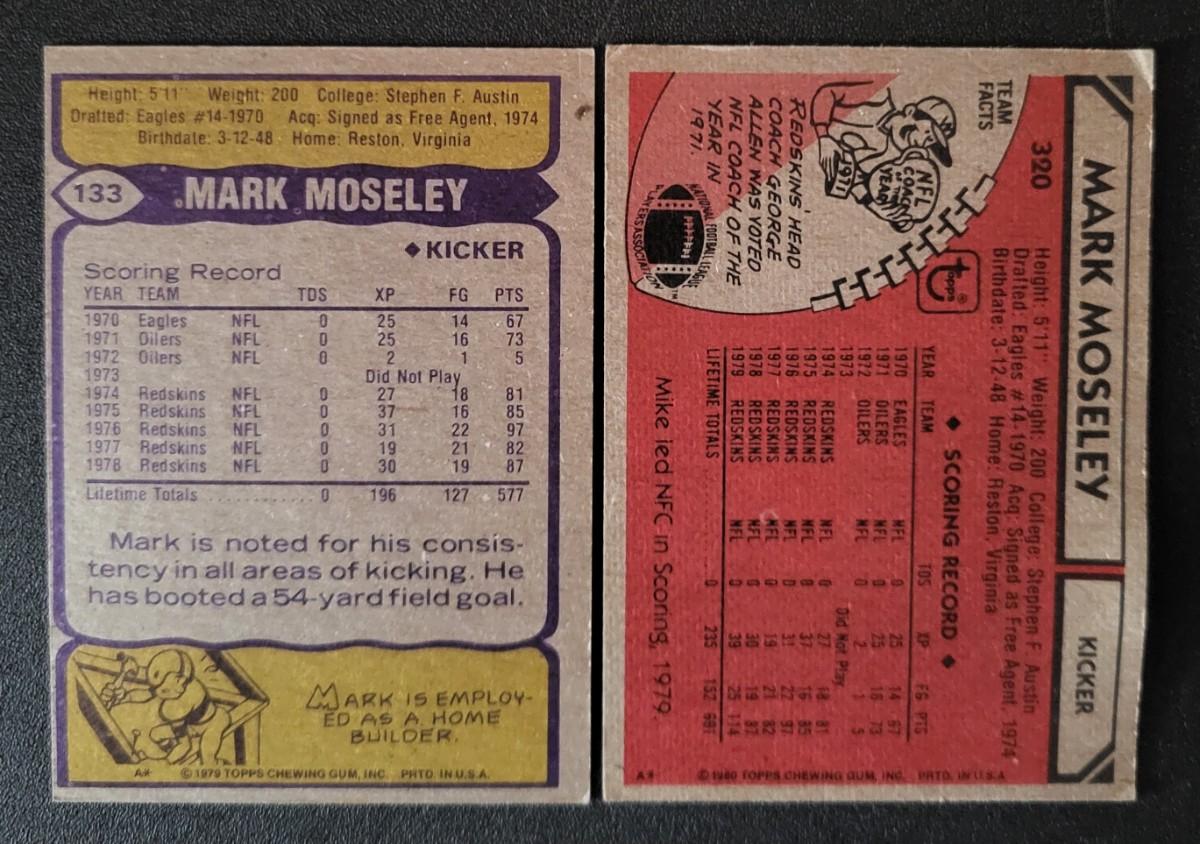 Height: 5'11" Weight: 200 College: Stephen F. Austin
Drafted: Eagles #14-1970 Acq: Signed as Free Agent, 1974
Birthdate: 3-12-48 Home: Reston, Virginia
133 MARK MOSELEY
◆KICKER
Scoring Record
YEAR TEAM TDS XP FG PTS
1970 Eagles NFL 0 25 14 67
1971 Oilers NFL 0 25 16 73
1972 Oilers NFL 0 2 1 5
1973 Did Not Play
1974 Redskins NFL 0 27 18 81
1975 Redskins NFL 0 37 16 85
1976 Redskins NFL 0 31 22 97
1977 Redskins NFL 0 19 21 82
1978 Redskins NFL 0 30 19 87
Lifetime Totals .............. 0 196 127 577
Mark is noted for his consis-
tency in all areas of kicking. He
has booted a 54-yard field goal.
MARK IS EMPLOY-
ED AS A HOME
BUILDER.
A* © 1979 TOPPS CHEWING GUM, INC. PRTD. IN U.S.A.
MARK MOSELEY KICKER
320
Height: 5'11" Weight: 200 College: Stephen F. Austin
Drafted: Eagles #14-1970 Acq: Signed as Free Agent, 1974
Birthdate: 3-12-48 Home: Reston, Virginia
TEAM
FACTS
NFL
COACH
OF THE
YEAR
1971
REDSKINS' HEAD
COACH GEORGE
ALLEN WAS VOTED
NFL COACH OF THE
YEAR IN
1971.
NATIONAL FOOTBALL LEAGUE
PLAYERS ASSOCIATION
Topps®
◆ SCORING RECORD ◆
YEAR TEAM TDS XP FG PTS
1970 EAGLES NFL 0 25 14 67
1971 OILERS NFL 0 25 16 73
1972 OILERS NFL 0 2 1 5
1973 Did Not Play
1974 REDSKINS NFL 0 27 18 81
1975 REDSKINS NFL 0 37 16 85
1976 REDSKINS NFL 0 31 22 97
1977 REDSKINS NFL 0 19 21 82
1978 REDSKINS NFL 0 30 19 87
1979 REDSKINS NFL 0 39 25 114
LIFETIME TOTALS 0 235 152 691
Mike ied NFC in Scoring, 1979.
A* © 1980 TOPPS CHEWING GUM, INC. PRTD. IN U.S.A